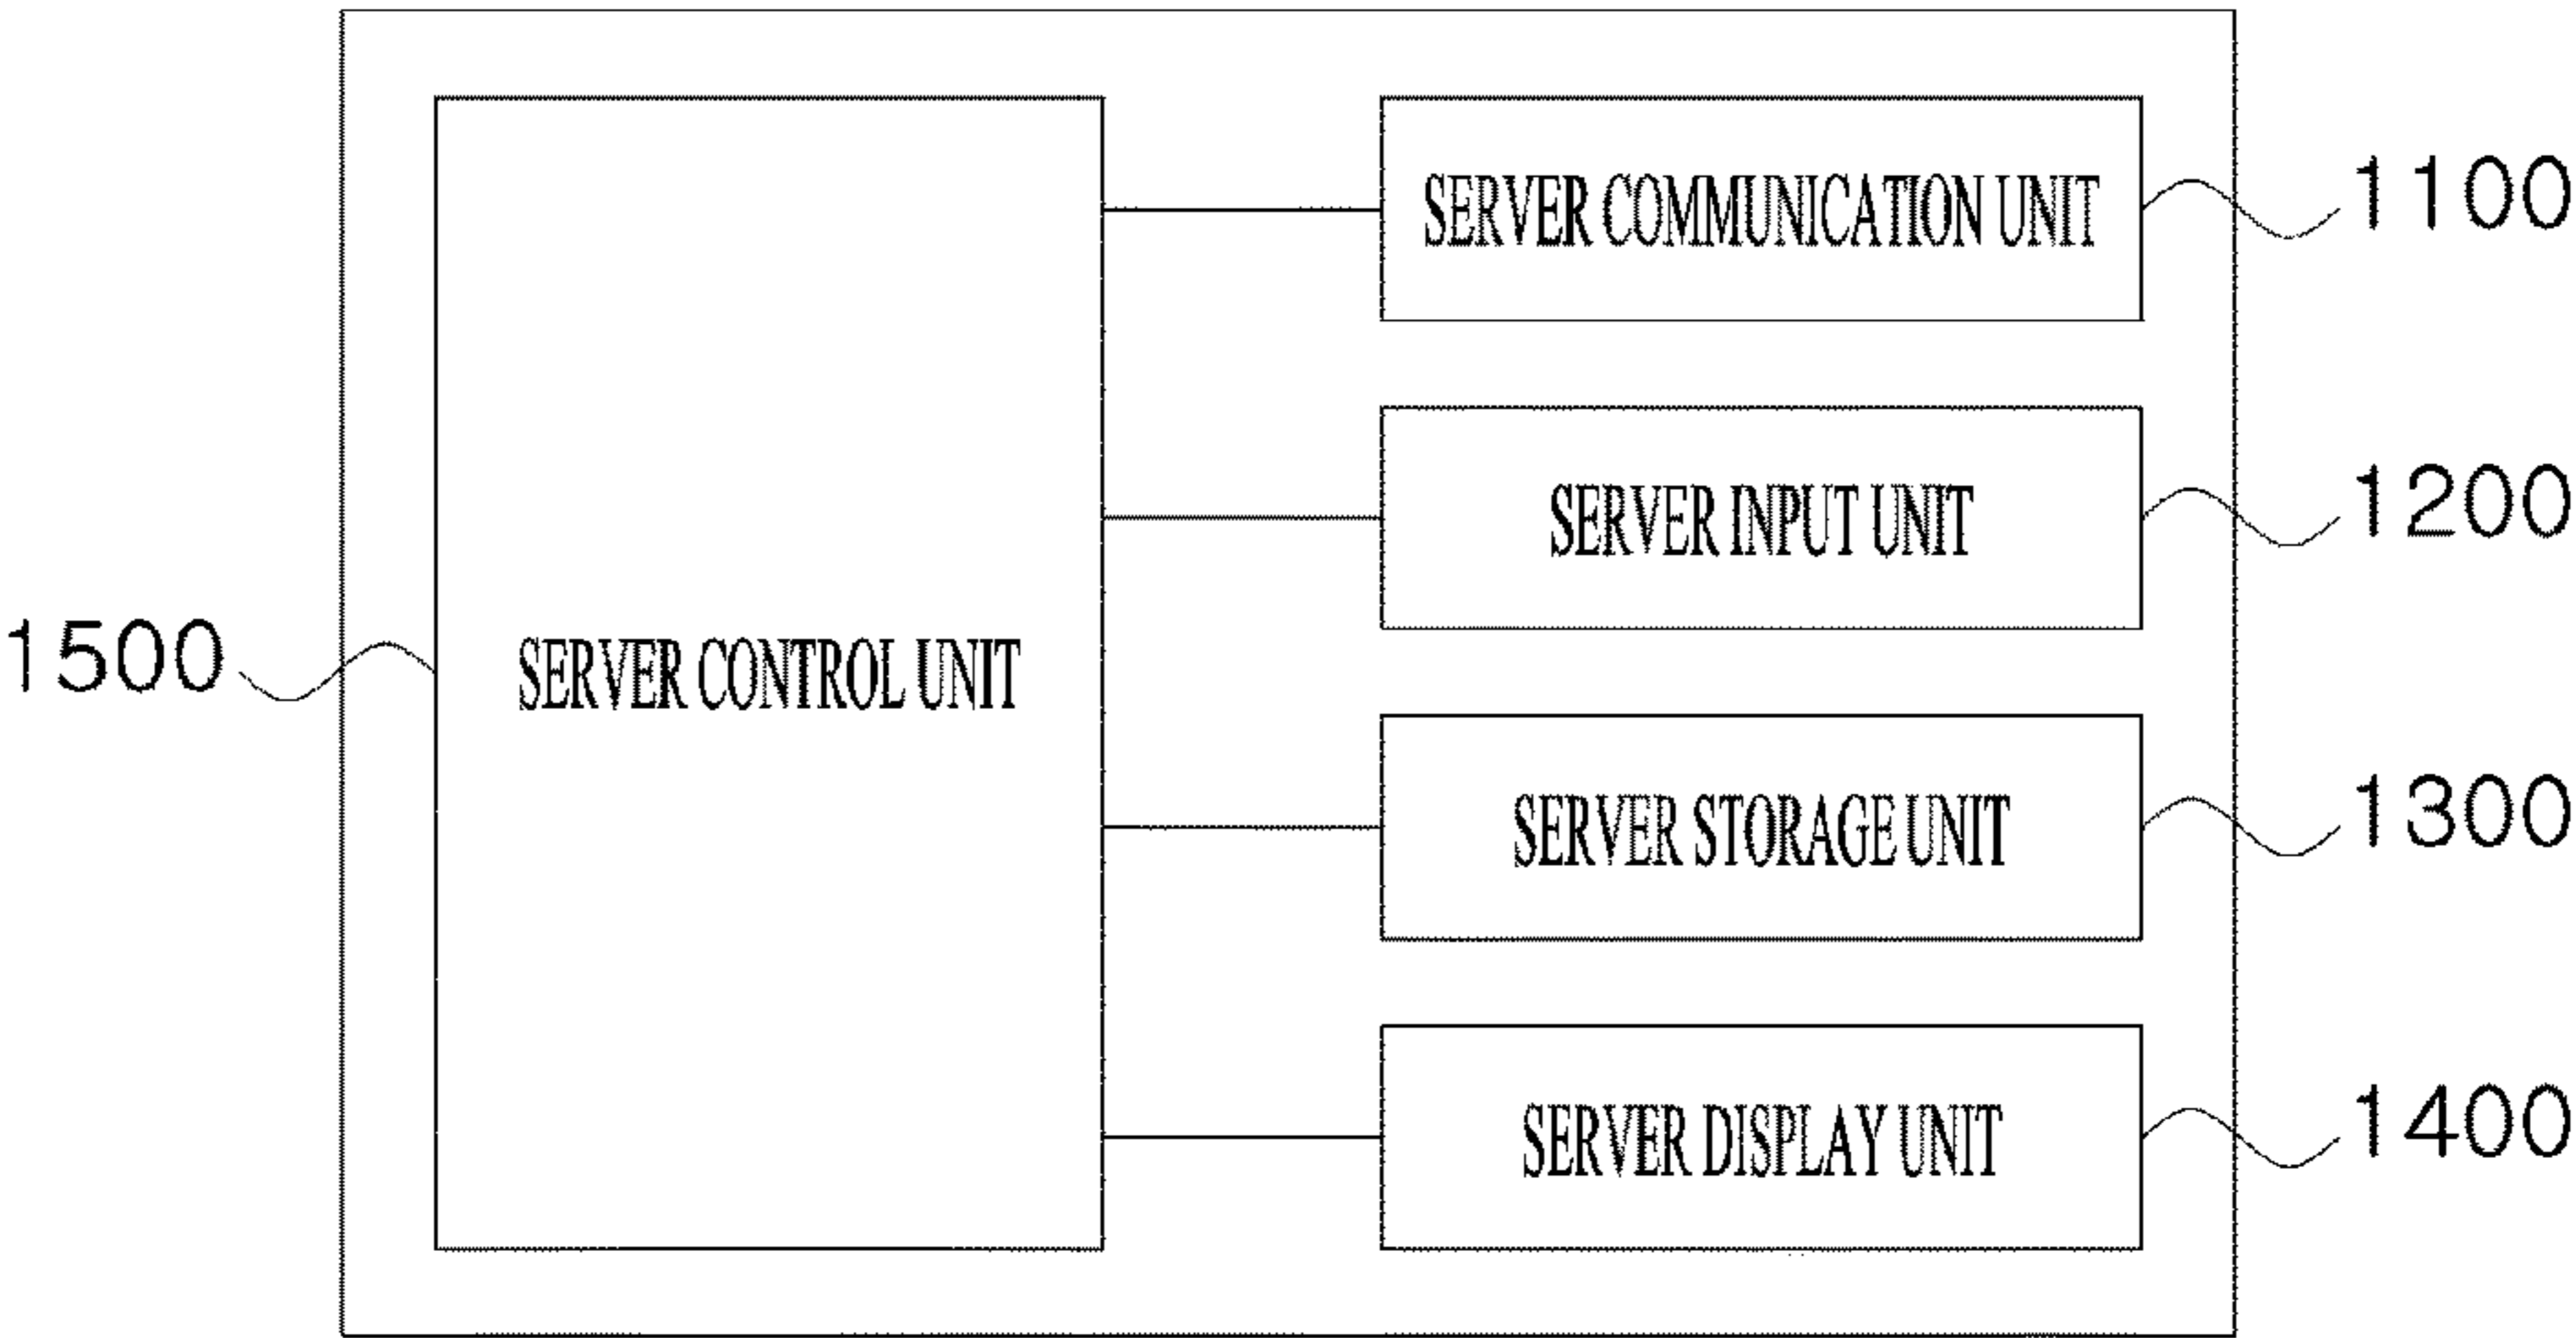 SERVER COMMUNICATION UNIT
1100
SERVER INPUT UNIT
1200
1500
SERVER CONTROL UNIT
SERVER STORAGE UNIT
1300
SERVER DISPLAY UNIT
1400